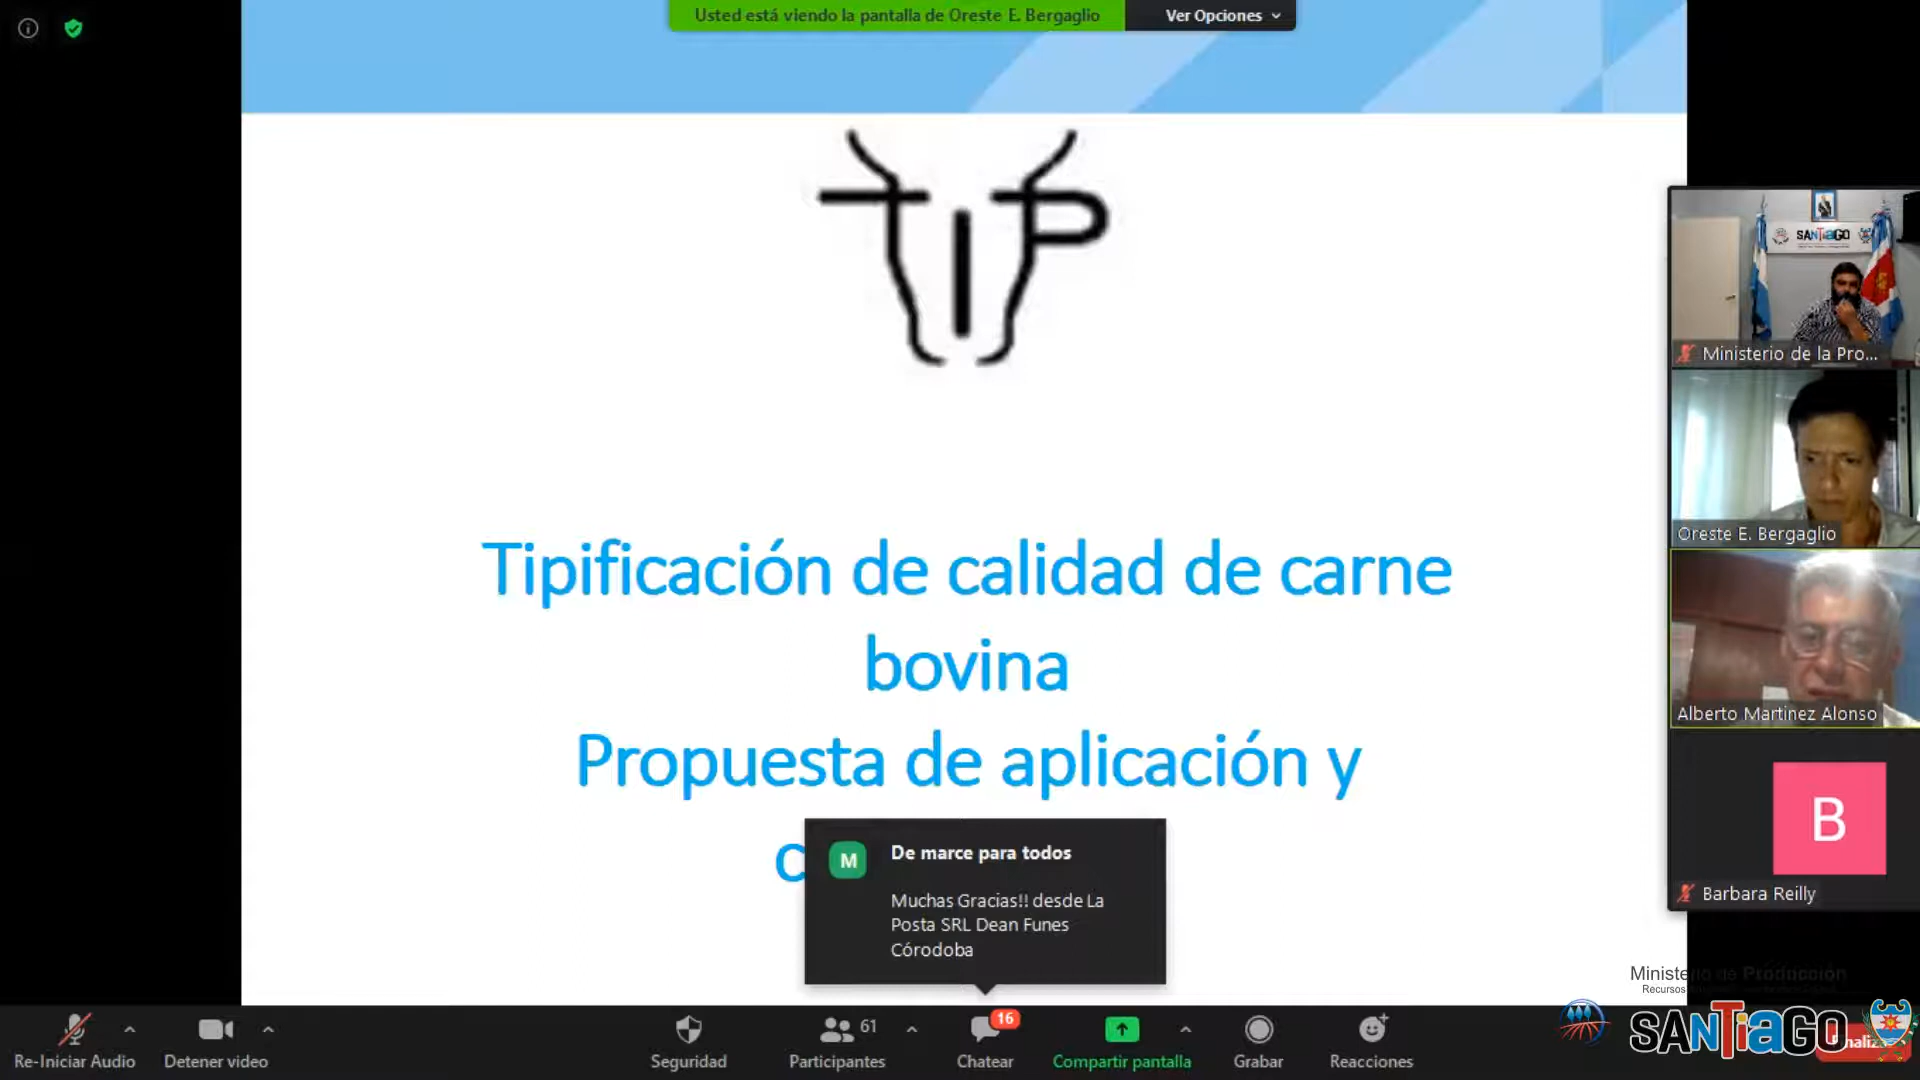 Usted está viendo la pantalla de Oreste E. Bergaglio
Ver Opciones
TIP
SANTiAGO
Ministerio de la Pro...
Oreste E. Bergaglio
Alberto Martinez Alonso
B
Barbara Reilly
Tipificación de calidad de carne
bovina
Propuesta de aplicación y
c
M
De marce para todos
Muchas Gracias!! desde La
Posta SRL Dean Funes
Córodoba
Ministerio de Producción
Recursos
SANTiAGO
Re-Iniciar Audio
Detener video
Seguridad
61
Participantes
16
Chatear
Compartir pantalla
Grabar
Reacciones